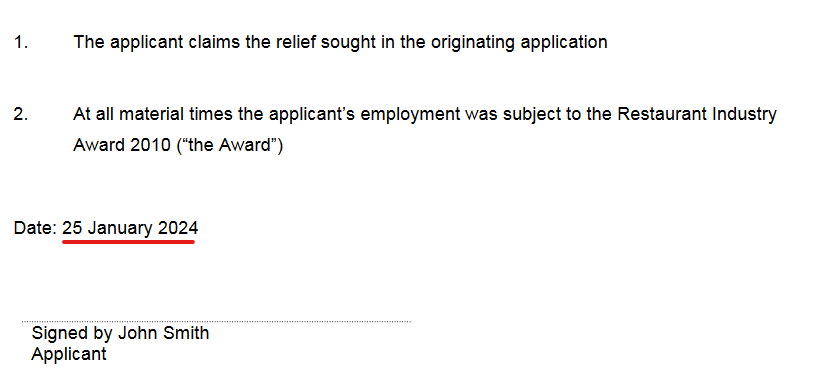 1. The applicant claims the relief sought in the originating application
2. At all material times the applicant’s employment was subject to the Restaurant Industry
Award 2010 (“the Award”)
Date: 25 January 2024
Signed by John Smith
Applicant